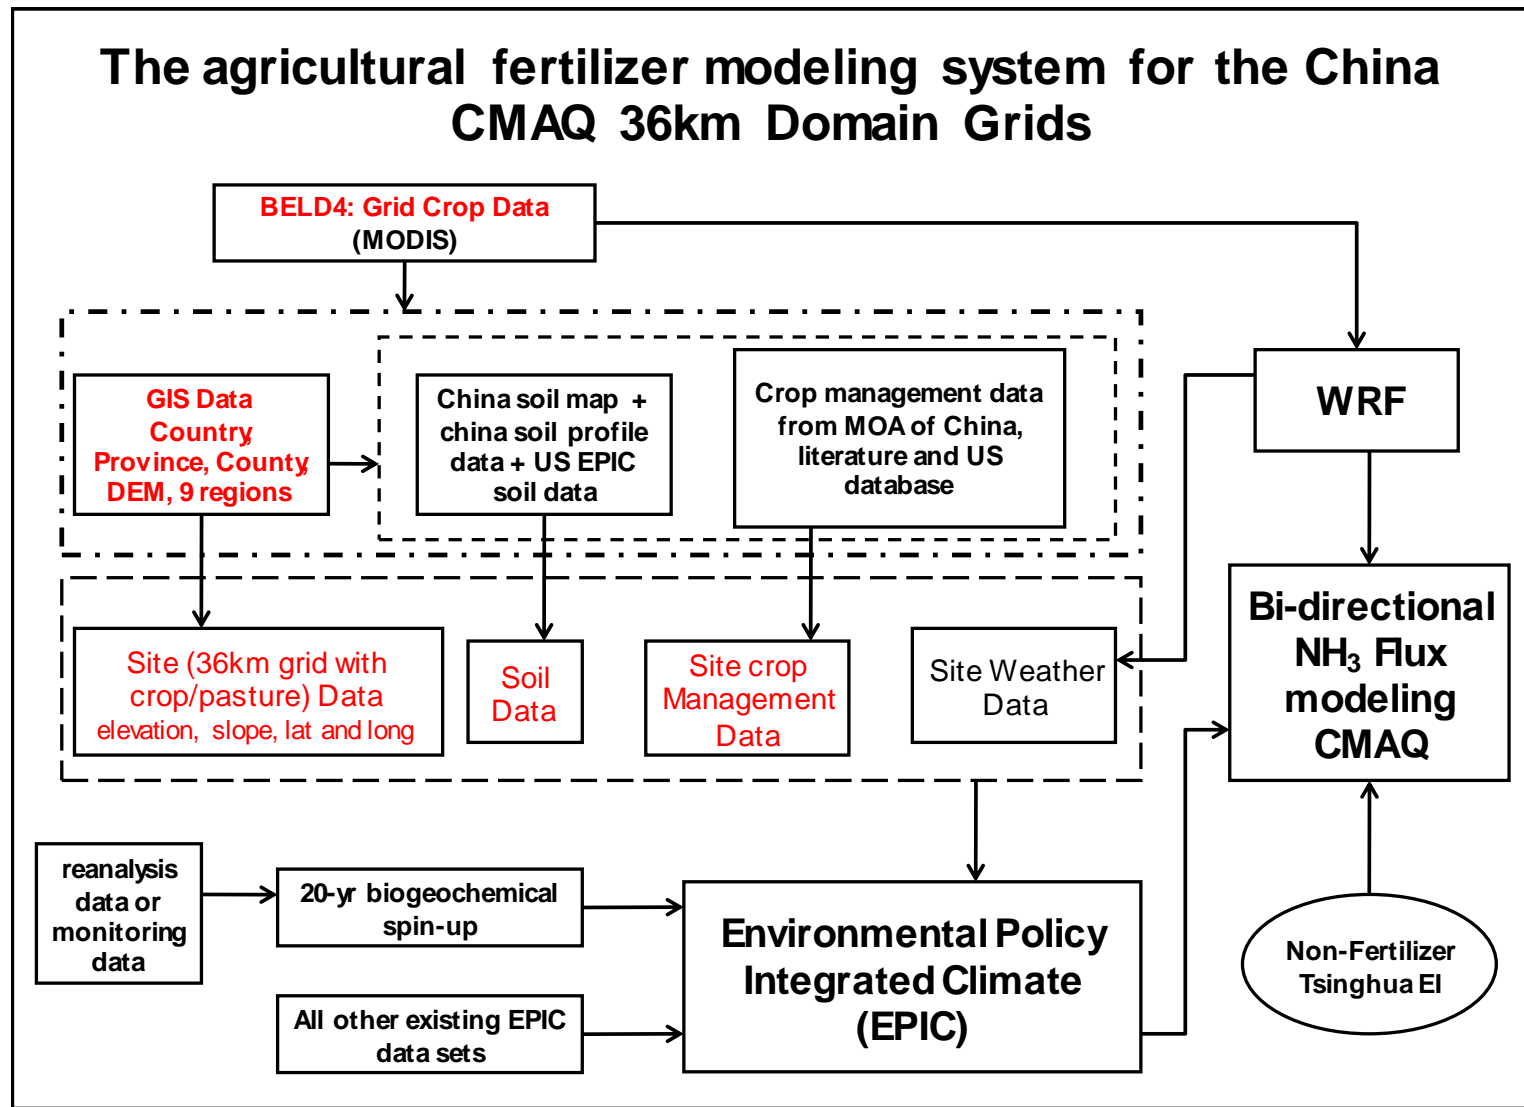 The agricultural fertilizer modeling system for the China
CMAQ 36km Domain Grids
BELD4: Grid Crop Data
(MODIS)
GIS Data
Country,
Province, County,
DEM, 9 regions
China soil map +
china soil profile
data + US EPIC
soil data
Crop management data
from MOA of China,
literature and US
database
WRF
Site (36km grid with
crop/pasture) Data
elevation, slope, lat and long
Soil
Data
Site crop
Management
Data
Site Weather
Data
Bi-directional
NH₃ Flux
modeling
CMAQ
reanalysis
data or
monitoring
data
20-yr biogeochemical
spin-up
All other existing EPIC
data sets
Environmental Policy
Integrated Climate
(EPIC)
Non-Fertilizer
Tsinghua EI